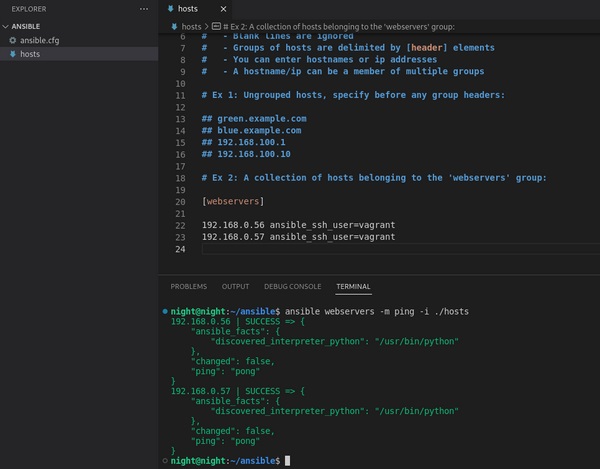 EXPLORER
ANSIBLE
ansible.cfg
hosts
hosts
hosts > # Ex 2: A collection of hosts belonging to the 'webservers' group:
6 # - Blank lines are ignored
7 # - Groups of hosts are delimited by [header] elements
8 # - You can enter hostnames or ip addresses
9 # - A hostname/ip can be a member of multiple groups
10
11 # Ex 1: Ungrouped hosts, specify before any group headers:
12
13 ## green.example.com
14 ## blue.example.com
15 ## 192.168.100.1
16 ## 192.168.100.10
17
18 # Ex 2: A collection of hosts belonging to the 'webservers' group:
19
20 [webservers]
21
22 192.168.0.56 ansible_ssh_user=vagrant
23 192.168.0.57 ansible_ssh_user=vagrant
24
PROBLEMS OUTPUT DEBUG CONSOLE TERMINAL
night@night:~/ansible$ ansible webservers -m ping -i ./hosts
192.168.0.56 | SUCCESS => {
"ansible_facts": {
"discovered_interpreter_python": "/usr/bin/python"
},
"changed": false,
"ping": "pong"
}
192.168.0.57 | SUCCESS => {
"ansible_facts": {
"discovered_interpreter_python": "/usr/bin/python"
},
"changed": false,
"ping": "pong"
}
night@night:~/ansible$